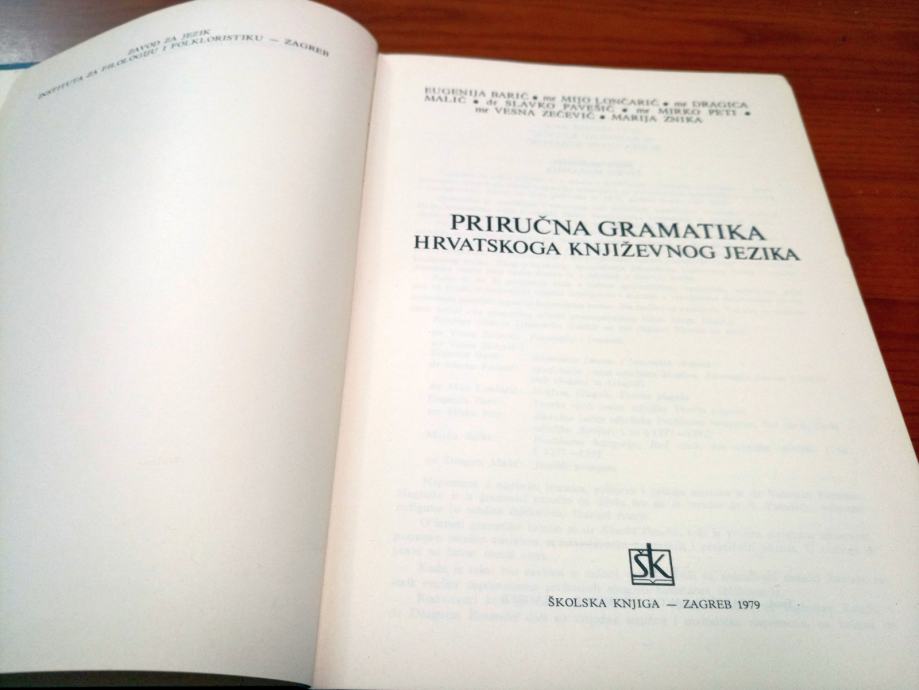 ZAVOD ZA JEZIK
INSTITUTA ZA FILOLOGIJU I FOLKLORISTIKU — ZAGREB
EUGENIJA BARIĆ • mr MIJO LONČARIĆ • mr DRAGICA
MALIĆ • dr SLAVKO PAVEŠIĆ • mr MIRKO PETI •
mr VESNA ZEČEVIĆ • MARIJA ZNIKA
PRIRUČNA GRAMATIKA
HRVATSKOGA KNJIŽEVNOG JEZIKA
ŠK
ŠKOLSKA KNJIGA — ZAGREB 1979